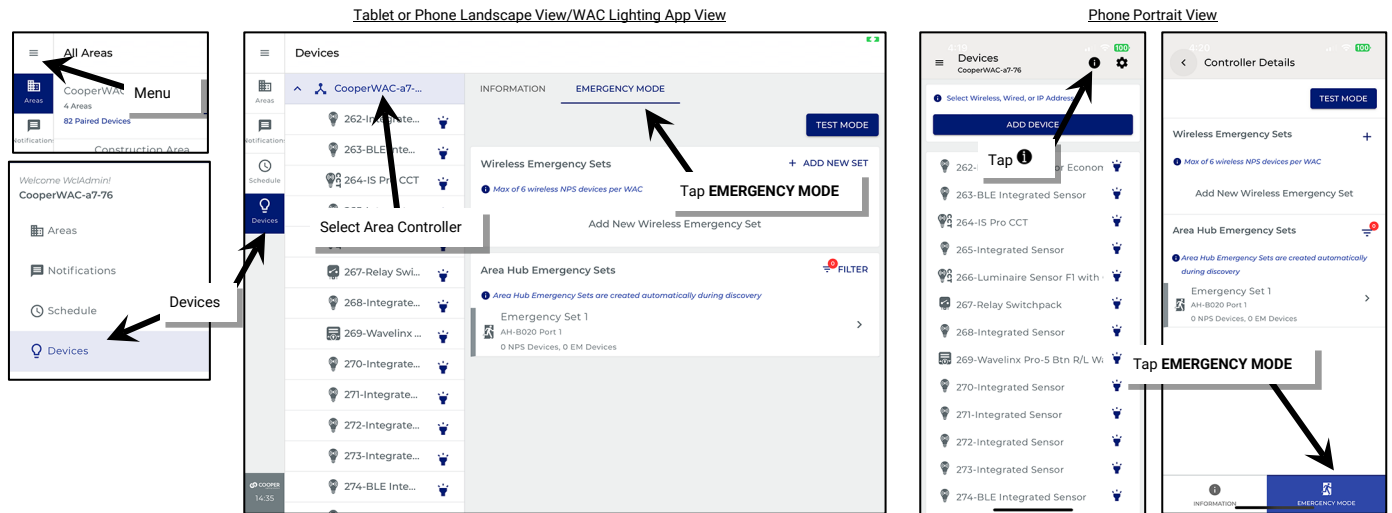 Tablet or Phone Landscape View/WAC Lighting App View
Phone Portrait View
All Areas
Areas
CooperWAC
4 Areas
82 Paired Devices
Notifications
Construction Area
Menu
Welcome WclAdmin!
CooperWAC-a7-76
Areas
Notifications
Schedule
Devices
Devices
Devices
Areas
Notifications
Schedule
Devices
COOPER
14:35
CooperWAC-a7-...
262-Integrate...
263-BLE Inte...
264-IS Pro CCT
267-Relay Swi...
268-Integrate...
269-Wavelinx ...
270-Integrate...
271-Integrate...
272-Integrate...
273-Integrate...
274-BLE Inte...
Select Area Controller
INFORMATION
EMERGENCY MODE
TEST MODE
Wireless Emergency Sets
+ ADD NEW SET
Max of 6 wireless NPS devices per WAC
Tap EMERGENCY MODE
Add New Wireless Emergency Set
Area Hub Emergency Sets
0
FILTER
Area Hub Emergency Sets are created automatically during discovery
Emergency Set 1
AH-B020 Port 1
0 NPS Devices, 0 EM Devices
100
Devices
CooperWAC-a7-76
Select Wireless, Wired, or IP Address
ADD DEVICE
Tap
262-
or Econom
263-BLE Integrated Sensor
264-IS Pro CCT
265-Integrated Sensor
266-Luminaire Sensor F1 with
267-Relay Switchpack
268-Integrated Sensor
269-Wavelinx Pro-5 Btn R/L
270-Integrated Sensor
271-Integrated Sensor
272-Integrated Sensor
273-Integrated Sensor
274-BLE Integrated Sensor
4:20
100
Controller Details
TEST MODE
Wireless Emergency Sets
+
Max of 6 wireless NPS devices per WAC
Add New Wireless Emergency Set
Area Hub Emergency Sets
0
Area Hub Emergency Sets are created automatically
during discovery
Emergency Set 1
AH-B020 Port 1
0 NPS Devices, 0 EM Devices
Tap EMERGENCY MODE
INFORMATION
EMERGENCY MODE